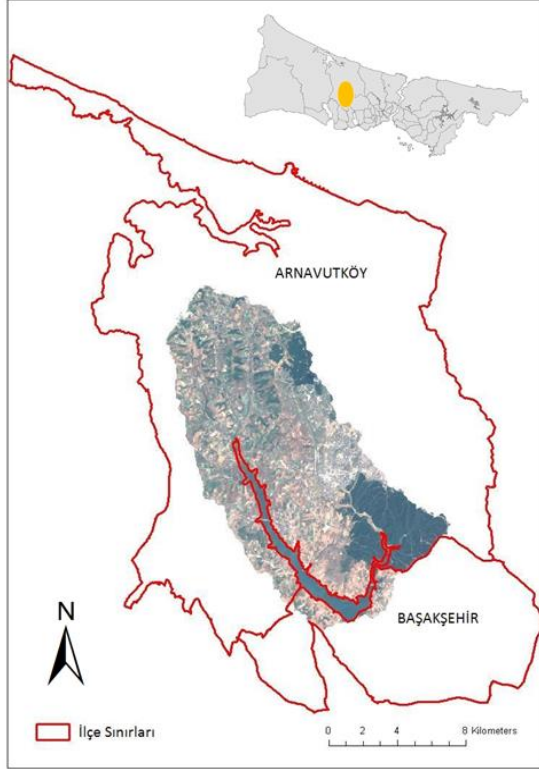 ARNAVUTKÖY
BAŞAKŞEHİR
N
İlçe Sınırları
0 2 4 8 Kilometers